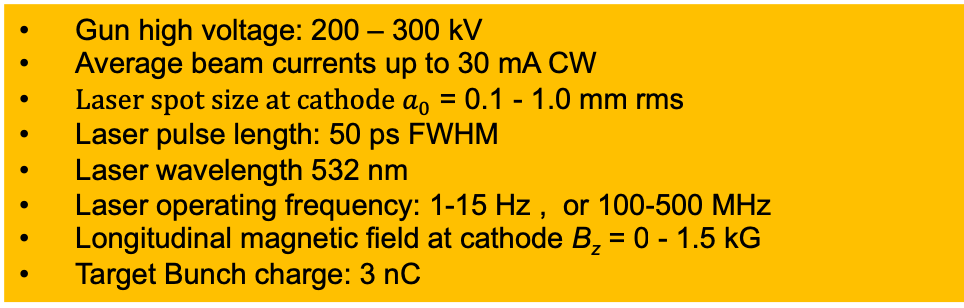 • Gun high voltage: 200 – 300 kV
• Average beam currents up to 30 mA CW
• Laser spot size at cathode a₀ = 0.1 - 1.0 mm rms
• Laser pulse length: 50 ps FWHM
• Laser wavelength 532 nm
• Laser operating frequency: 1-15 Hz , or 100-500 MHz
• Longitudinal magnetic field at cathode B_z = 0 - 1.5 kG
• Target Bunch charge: 3 nC